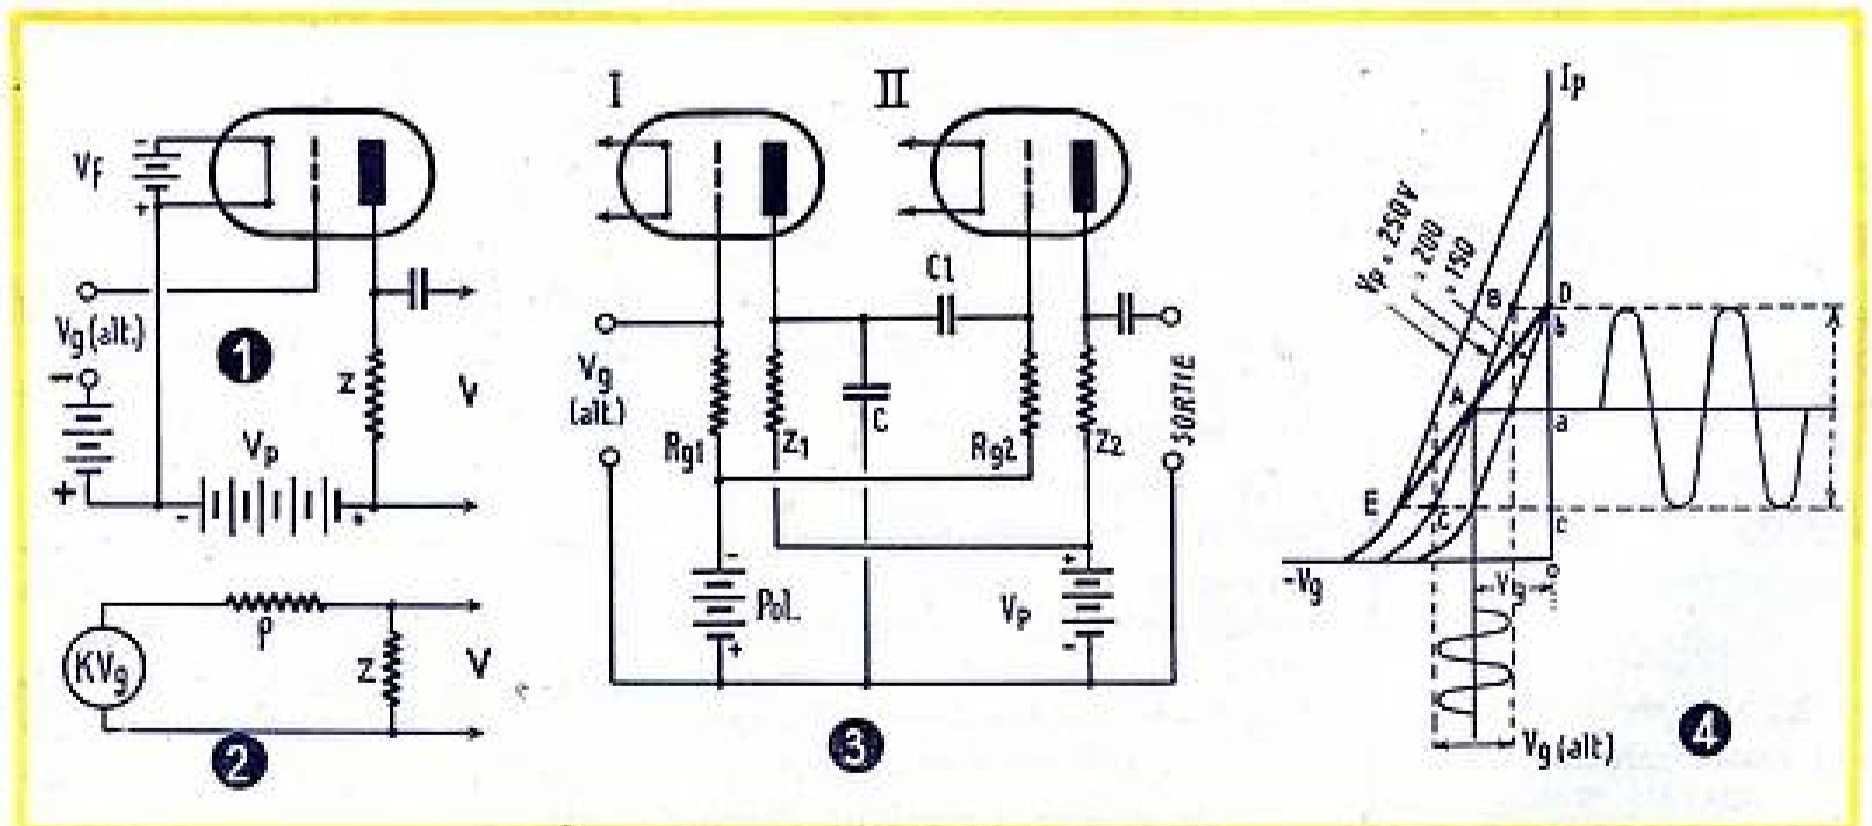 VF
-
+
Vg (alt.)
-
+
1
Z
V
Vp
-
+
KVg
ρ
Z
V
2
I
II
C1
Vg
(alt.)
Rg1
Z1
C
Rg2
Z2
SORTIE
-
Pol.
+
+
Vp
-
3
Ip
Vp = 250V
= 200
= 150
B
D
b
A
a
E
C
c
-Vg
-Vg
0
Vg (alt)
4